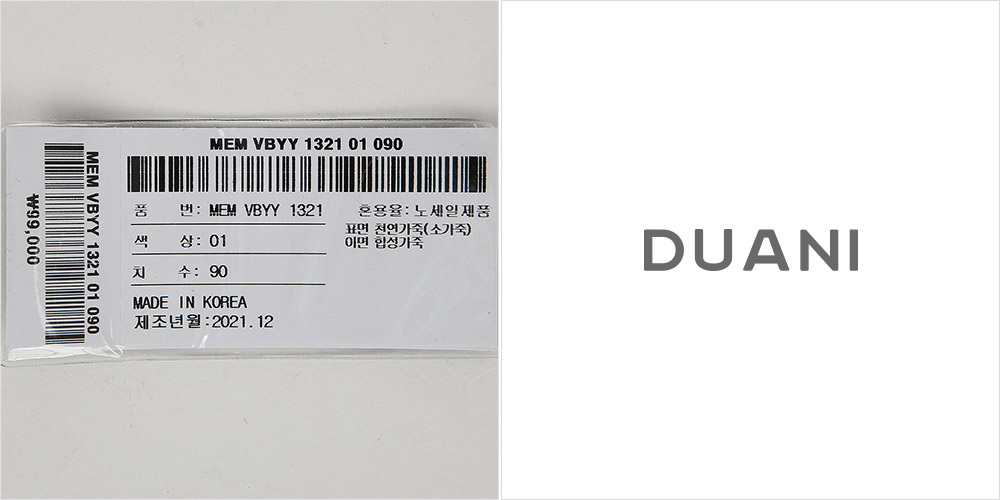 MEM VBYY 1321 01 090
MEM VBYY 1321 01 090
₩99,000
품 번: MEM VBYY 1321
색 상: 01
치 수: 90
MADE IN KOREA
제조년월:2021.12
혼용율: 노세일제품
표면 천연가죽(소가죽)
이면 합성가죽
DUANI